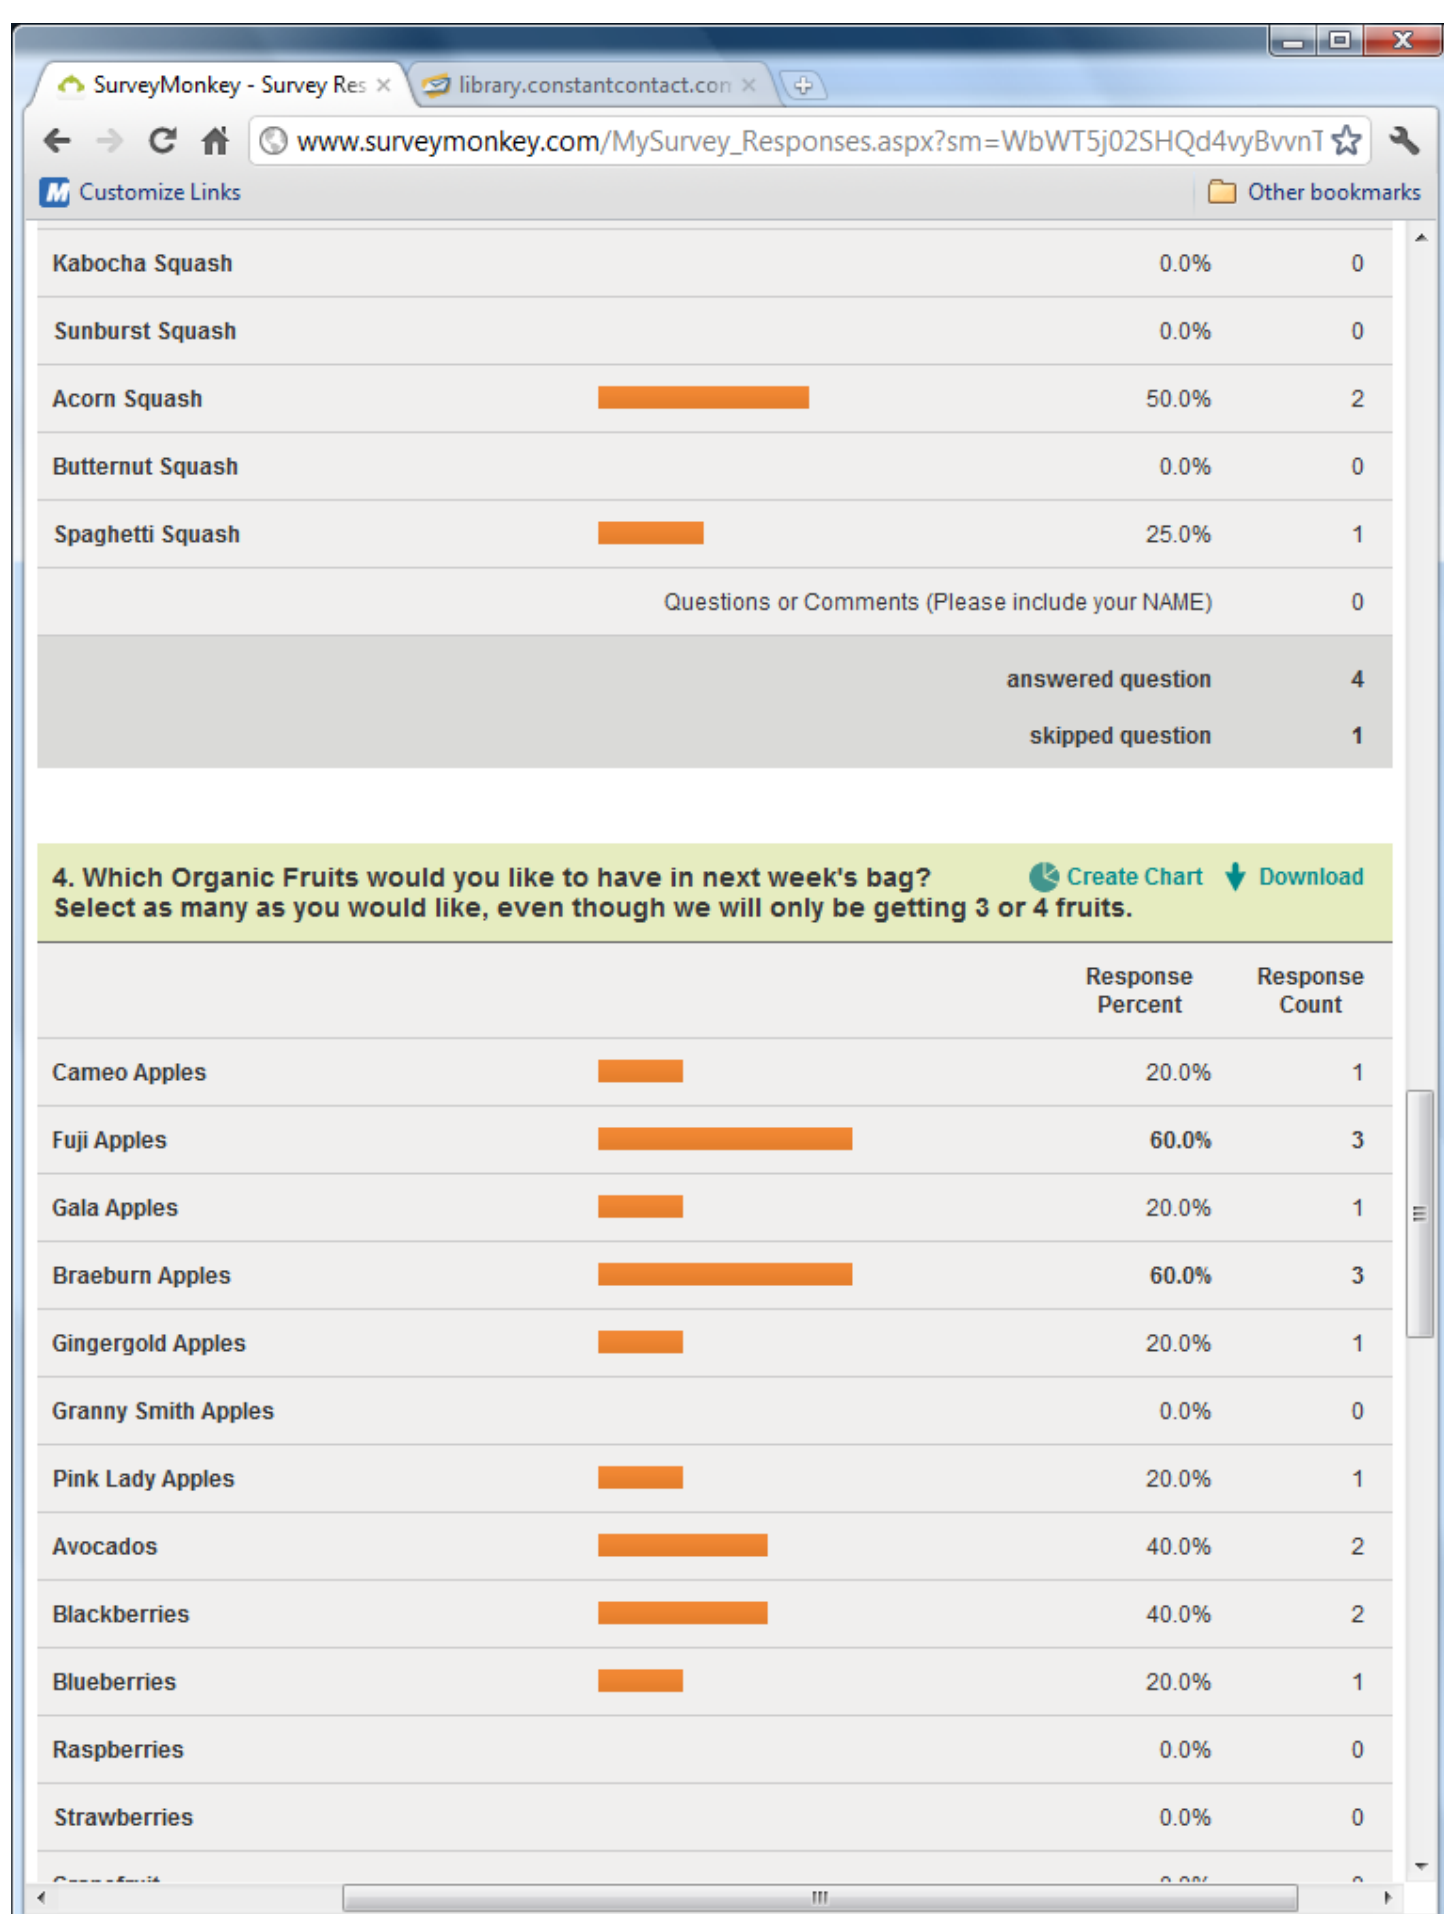 SurveyMonkey - Survey Res
library.constantcontact.con
www.surveymonkey.com/MySurvey_Responses.aspx?sm=WbWT5j02SHQd4vyBvvnT
Customize Links Other bookmarks
Kabocha Squash 0.0% 0
Sunburst Squash 0.0% 0
Acorn Squash 50.0% 2
Butternut Squash 0.0% 0
Spaghetti Squash 25.0% 1
Questions or Comments (Please include your NAME) 0
answered question 4
skipped question 1
4. Which Organic Fruits would you like to have in next week's bag? Create Chart Download
Select as many as you would like, even though we will only be getting 3 or 4 fruits.
Response Response
Percent Count
Cameo Apples 20.0% 1
Fuji Apples 60.0% 3
Gala Apples 20.0% 1
Braeburn Apples 60.0% 3
Gingergold Apples 20.0% 1
Granny Smith Apples 0.0% 0
Pink Lady Apples 20.0% 1
Avocados 40.0% 2
Blackberries 40.0% 2
Blueberries 20.0% 1
Raspberries 0.0% 0
Strawberries 0.0% 0